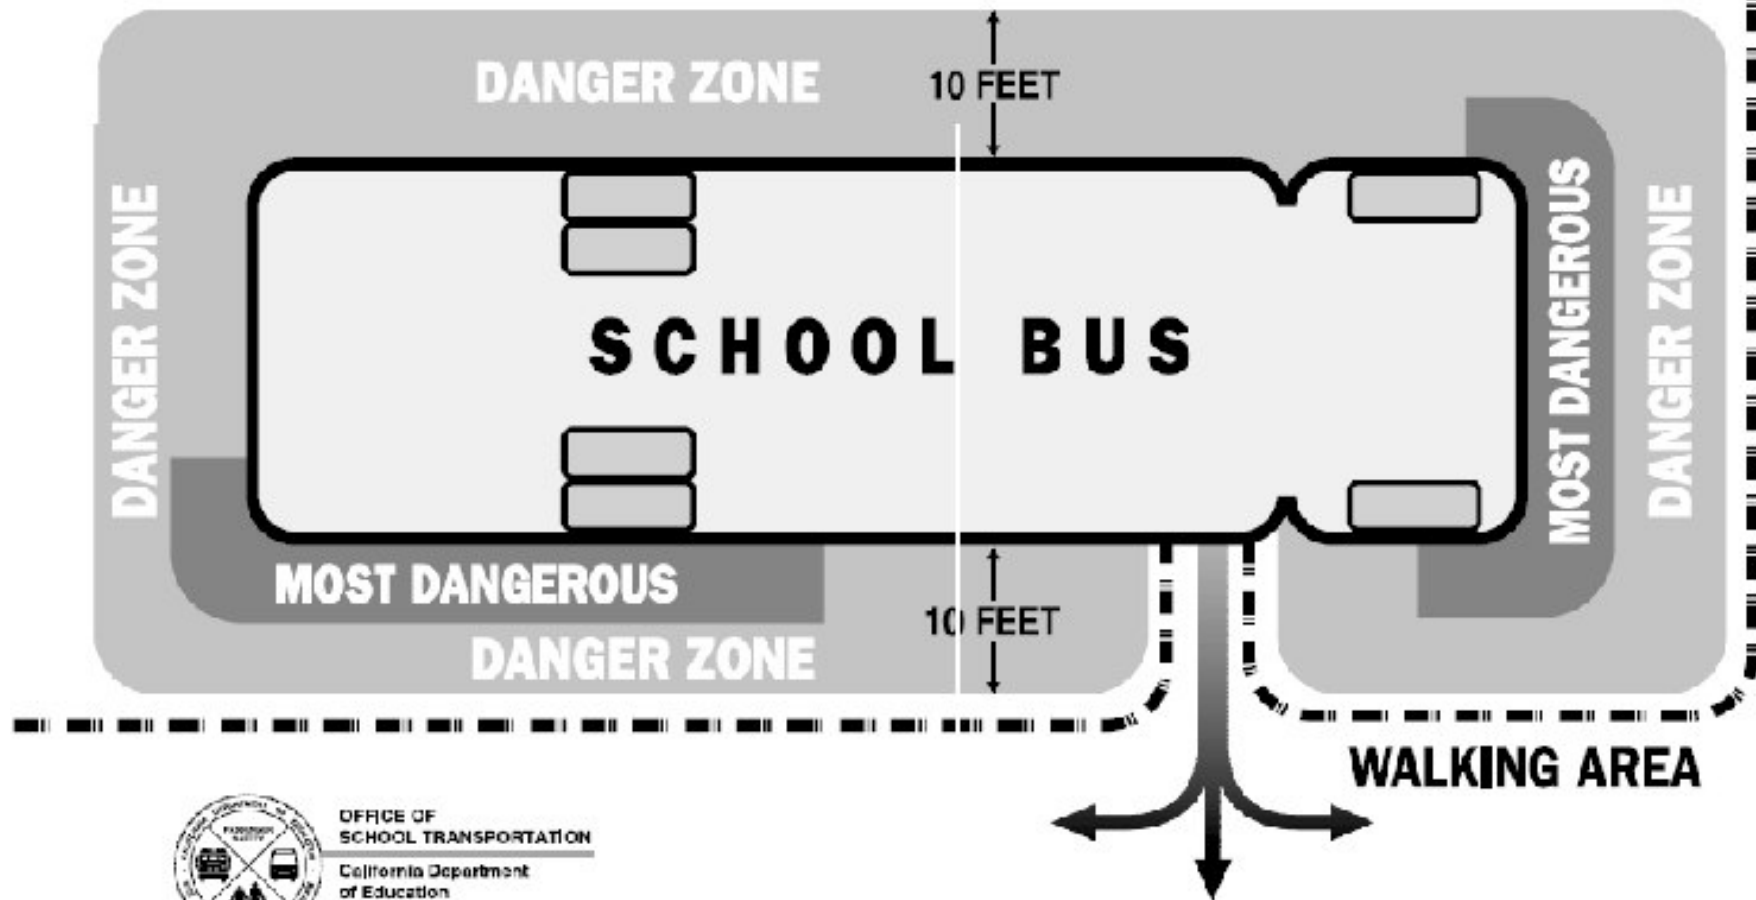 DANGER ZONE
10 FEET
DANGER ZONE
SCHOOL BUS
MOST DANGEROUS
DANGER ZONE
MOST DANGEROUS
10 FEET
DANGER ZONE
WALKING AREA
OFFICE OF
SCHOOL TRANSPORTATION
California Department
of Education